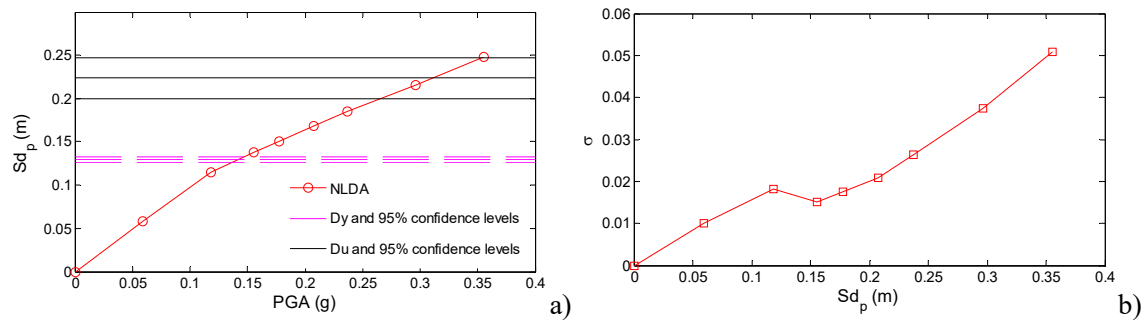 0.25
0.2
0.15
0.1
0.05
0
Sd_p (m)
0 0.05 0.1 0.15 0.2 0.25 0.3 0.35 0.4
PGA (g)
NLDA
Dy and 95% confidence levels
Du and 95% confidence levels
a)
0.06
0.05
0.04
0.03
0.02
0.01
0
σ
0 0.05 0.1 0.15 0.2 0.25 0.3 0.35 0.4
Sd_p (m)
b)